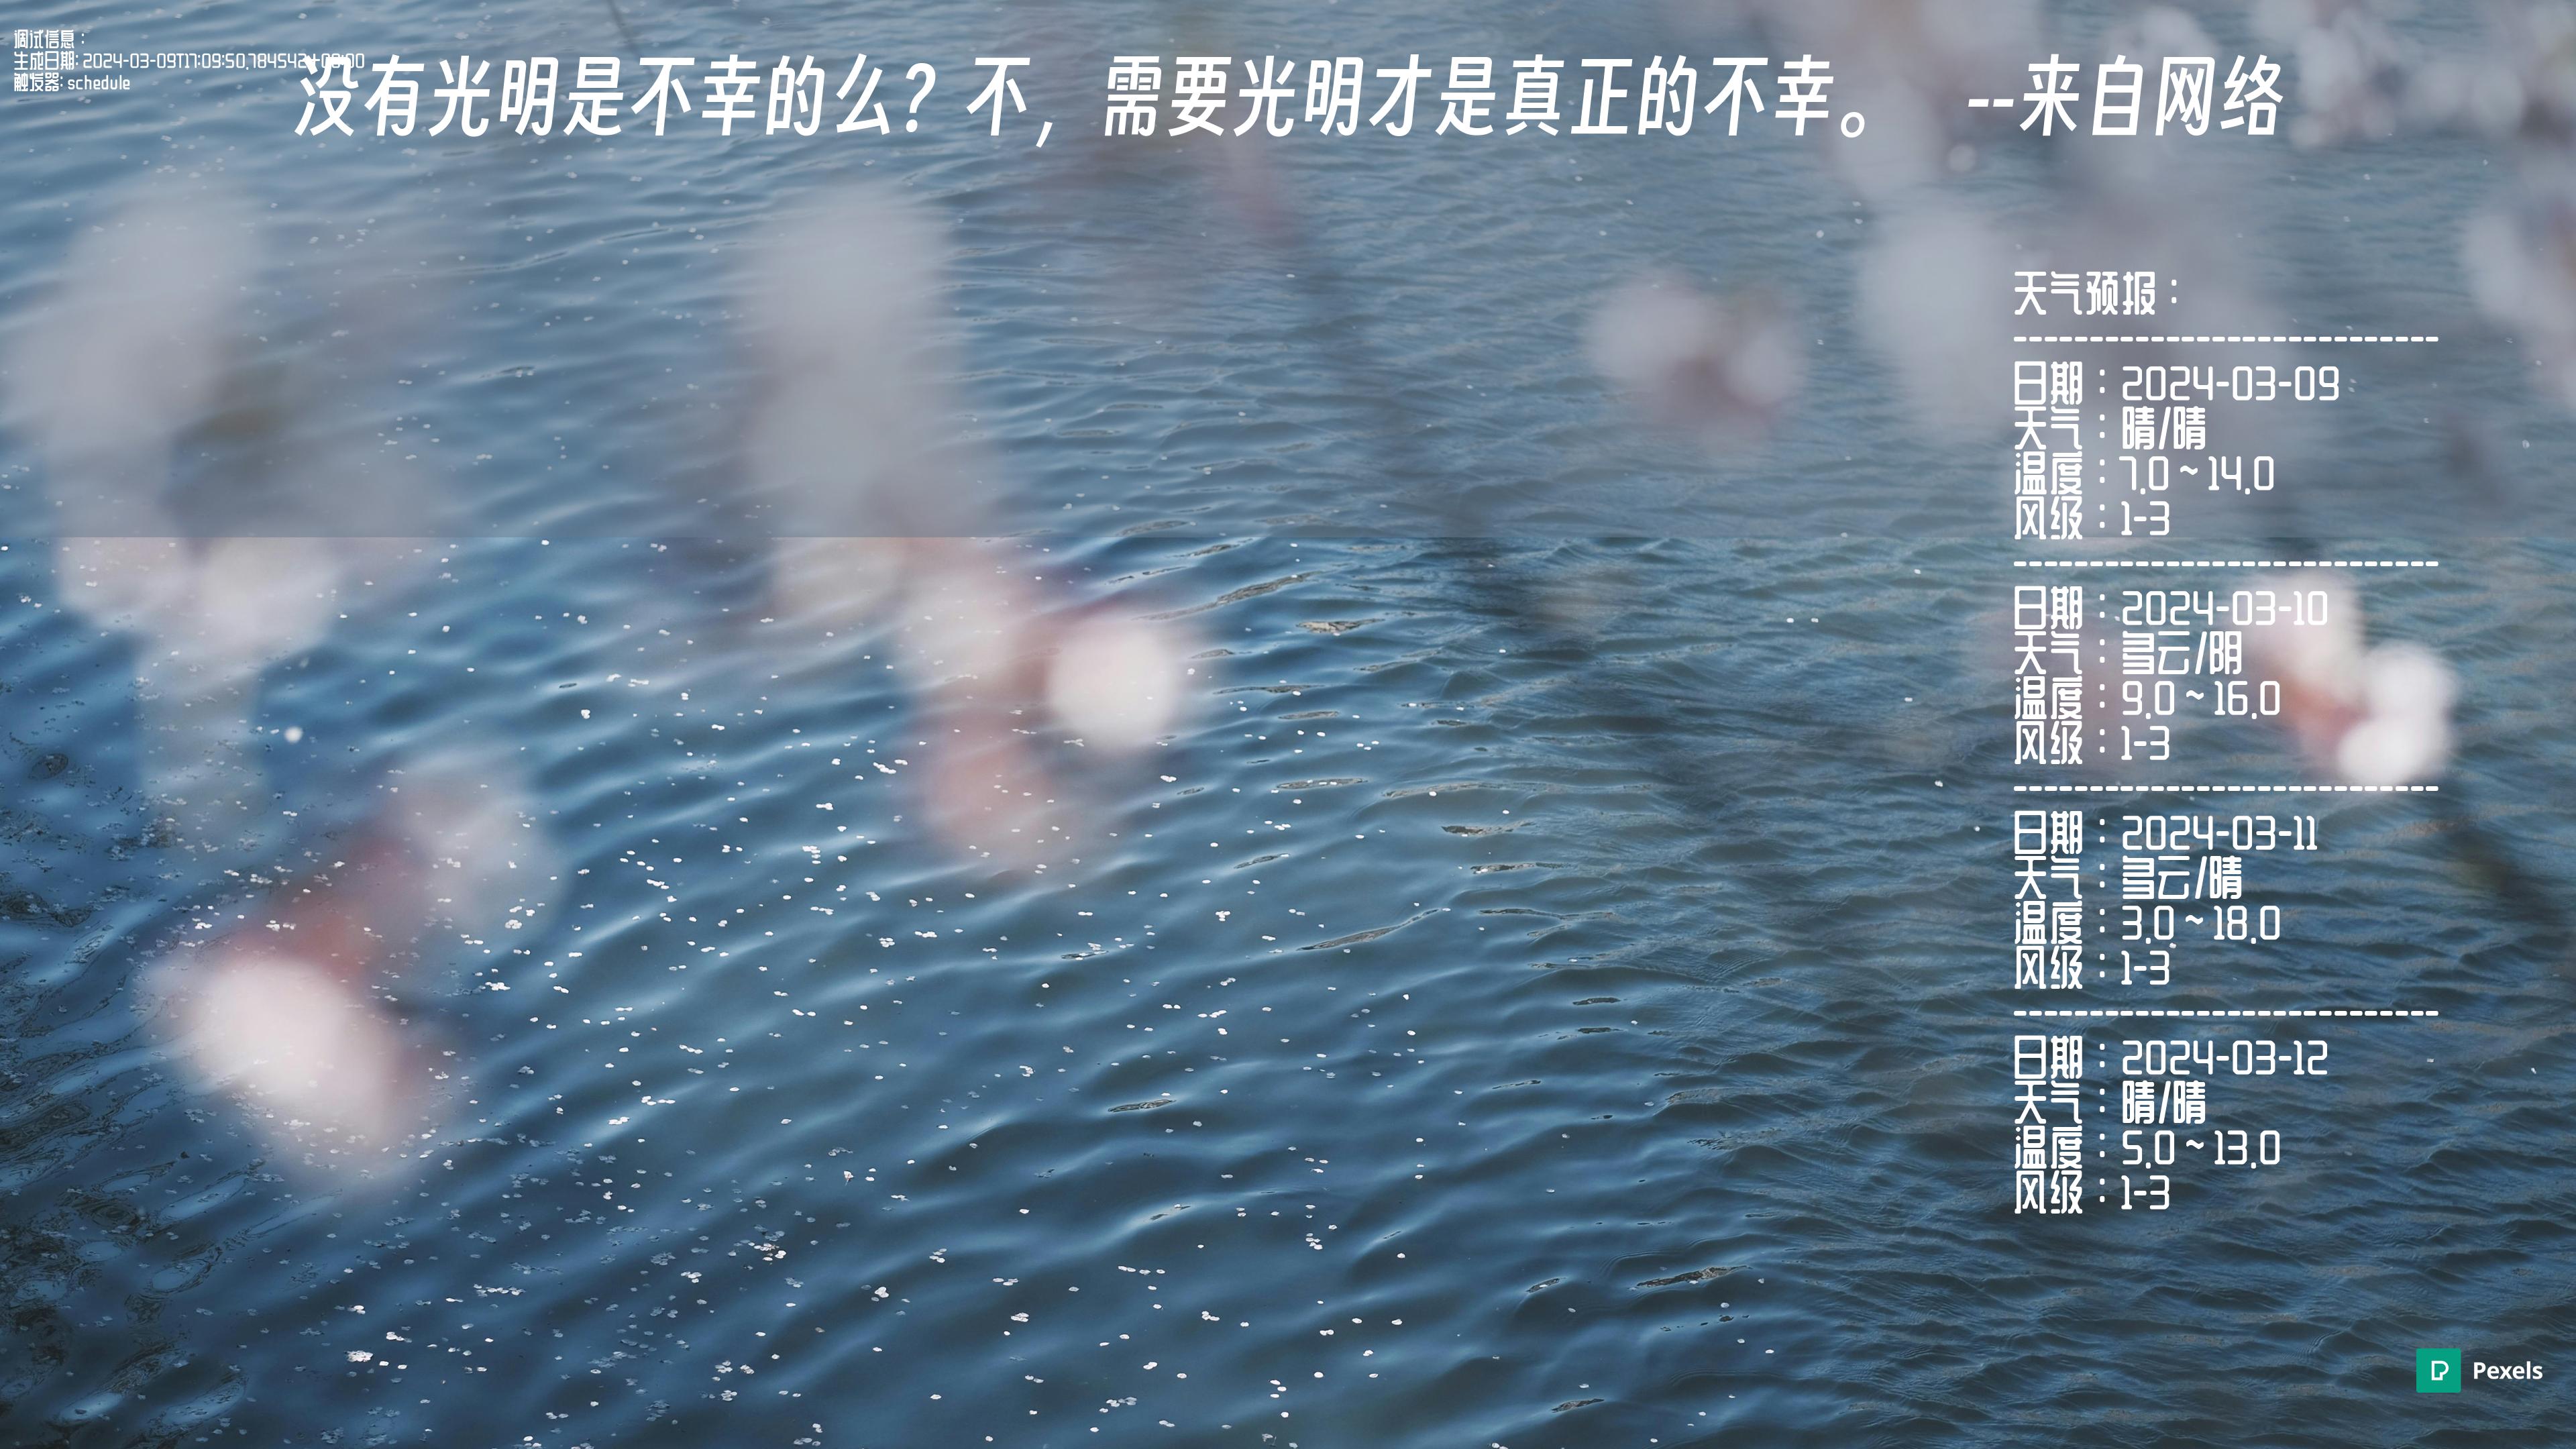 调试信息：
生成日期: 2024-03-09T17:09:50.784542+08:00
触发器: schedule
没有光明是不幸的么？不，需要光明才是真正的不幸。 --来自网络
天气预报：
----------------------------
日期：2024-03-09
天气：晴/晴
温度：7.0 ~ 14.0
风级：1-3
----------------------------
日期：2024-03-10
天气：多云/阴
温度：9.0 ~ 16.0
风级：1-3
----------------------------
日期：2024-03-11
天气：多云/晴
温度：3.0 ~ 18.0
风级：1-3
----------------------------
日期：2024-03-12
天气：晴/晴
温度：5.0 ~ 13.0
风级：1-3
Pexels